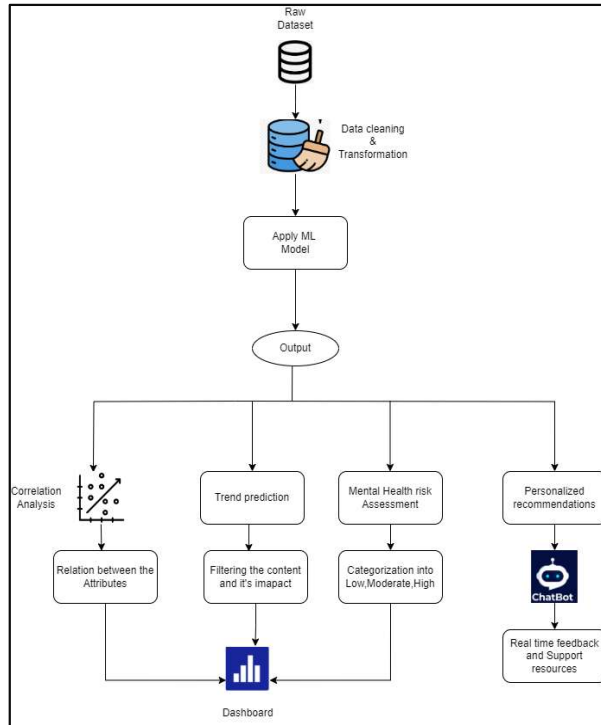 Raw
Dataset
Data cleaning
&
Transformation
Apply ML
Model
Output
Correlation
Analysis
Trend prediction
Mental Health risk
Assessment
Personalized
recommendations
Relation between the
Attributes
Filtering the content
and it's imapact
Categorization into
Low,Moderate,High
ChatBot
Real time feedback
and Support
resources
Dashboard